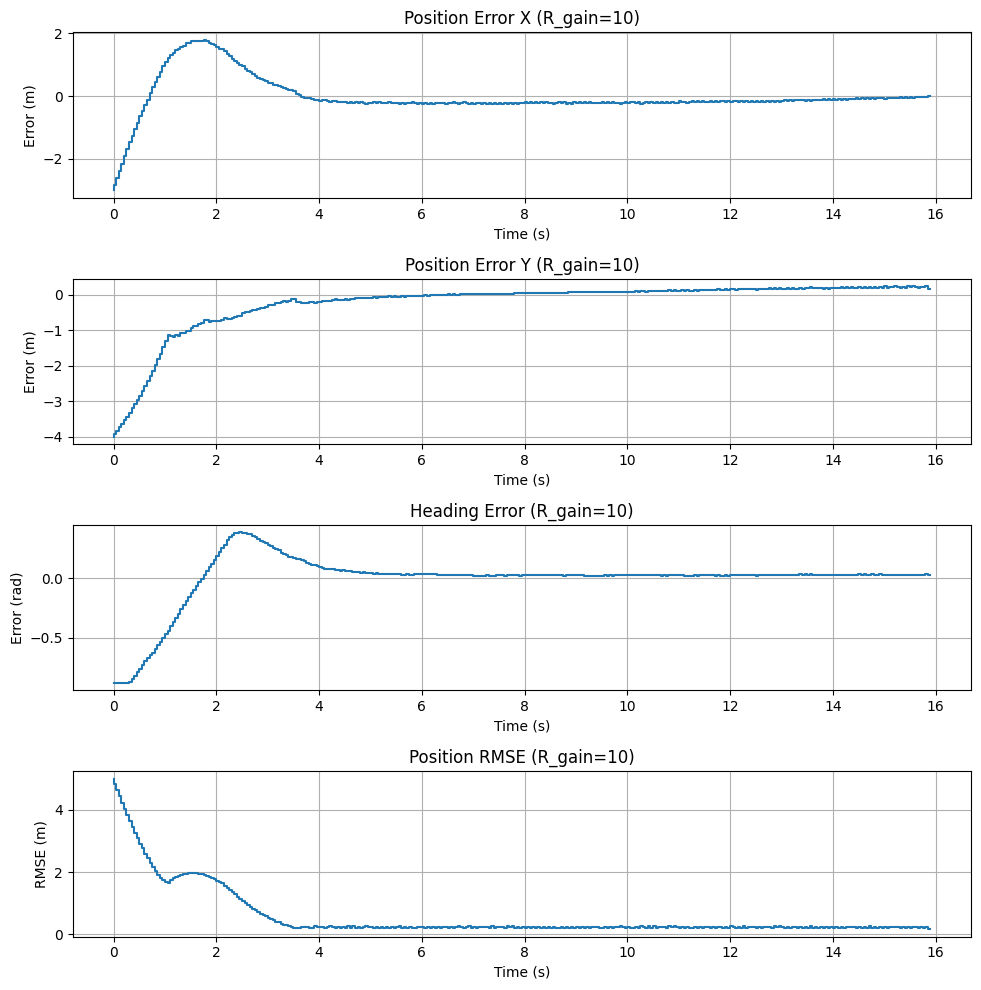 Position Error X (R_gain=10)
2
0
−2
Error (m)
0 2 4 6 8 10 12 14 16
Time (s)
Position Error Y (R_gain=10)
0
−1
−2
−3
−4
Error (m)
0 2 4 6 8 10 12 14 16
Time (s)
Heading Error (R_gain=10)
0.0
−0.5
Error (rad)
0 2 4 6 8 10 12 14 16
Time (s)
Position RMSE (R_gain=10)
4
2
0
RMSE (m)
0 2 4 6 8 10 12 14 16
Time (s)